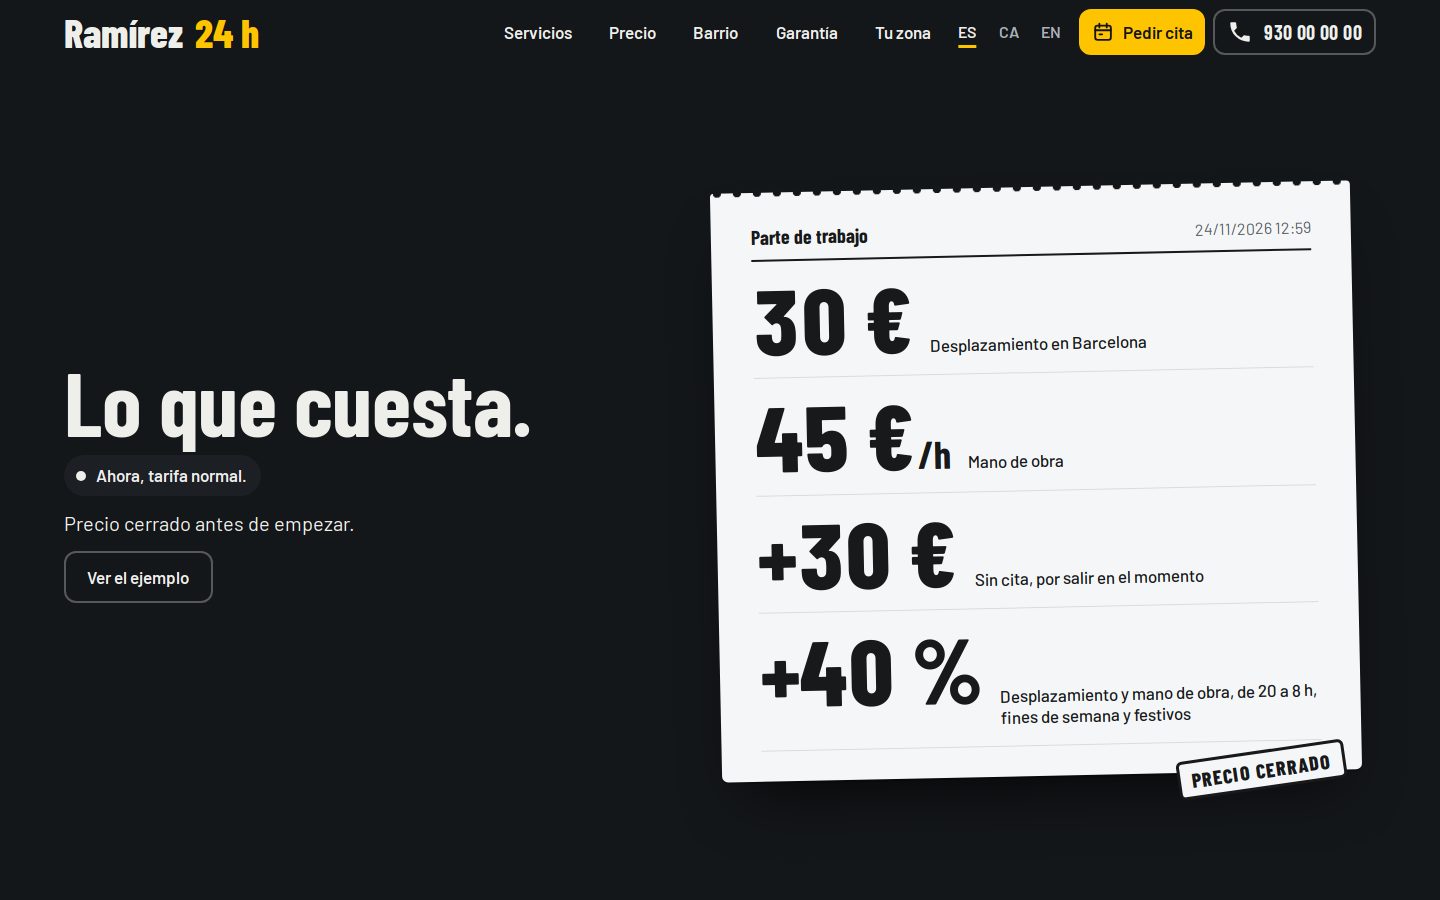 Ramírez 24 h
Servicios Precio Barrio Garantía Tu zona ES CA EN Pedir cita 930 00 00 00
Lo que cuesta.
Ahora, tarifa normal.
Precio cerrado antes de empezar.
Ver el ejemplo
Parte de trabajo 24/11/2026 12:59
30 € Desplazamiento en Barcelona
45 €/h Mano de obra
+30 € Sin cita, por salir en el momento
+40 % Desplazamiento y mano de obra, de 20 a 8 h,
fines de semana y festivos
PRECIO CERRADO